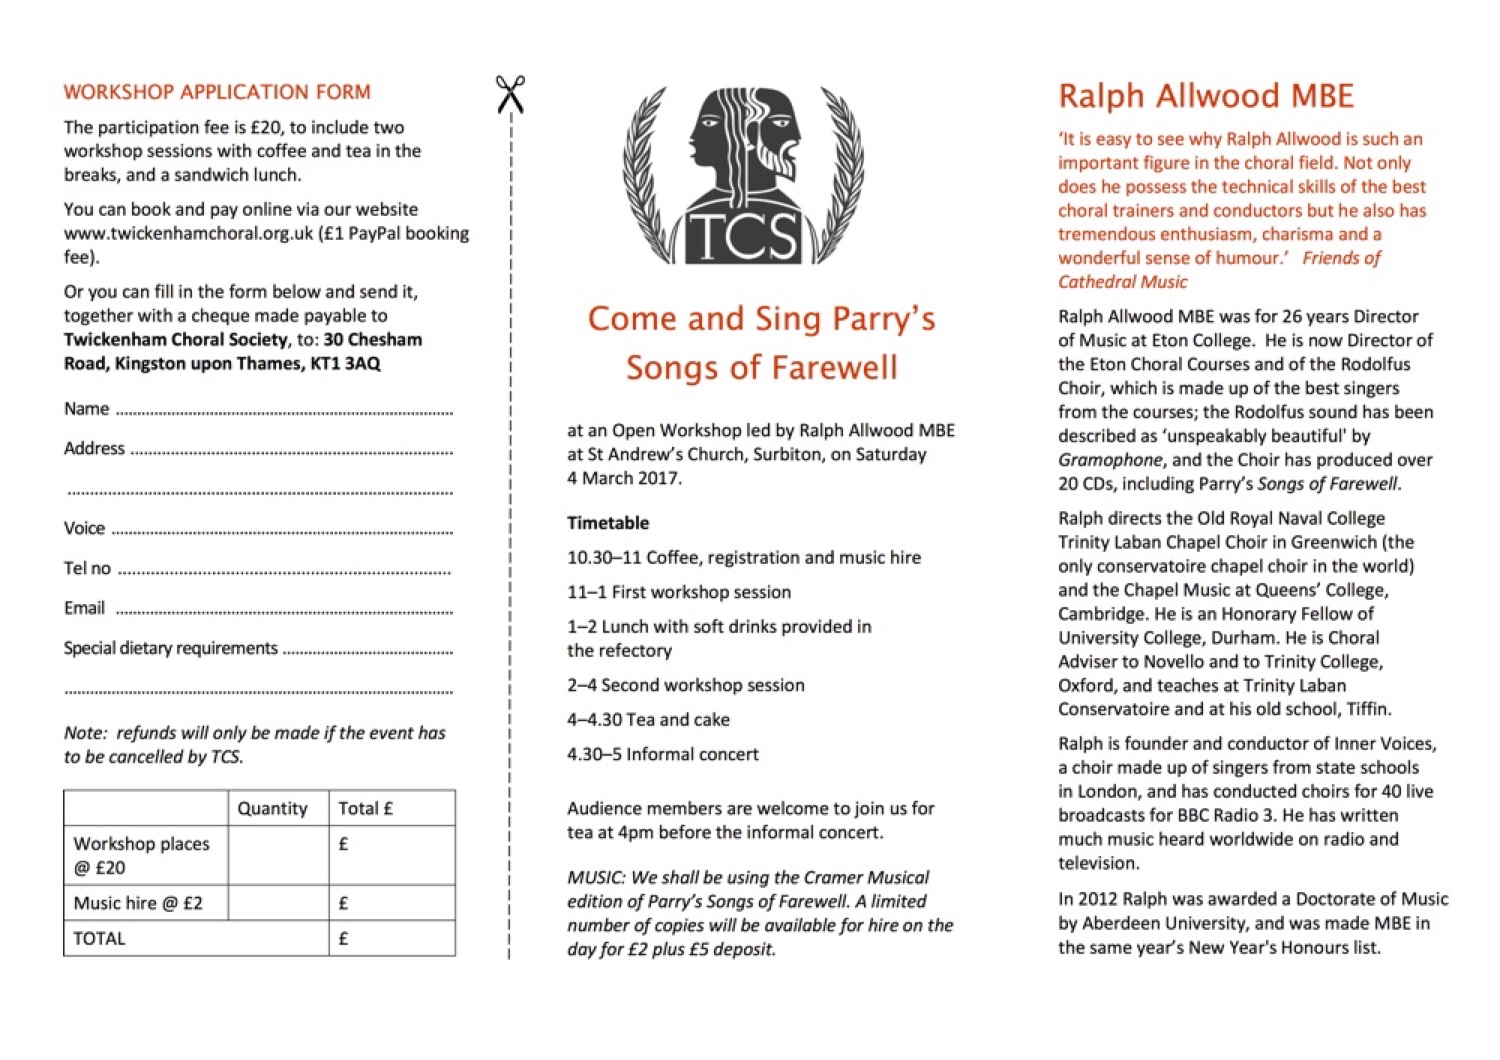 WORKSHOP APPLICATION FORM
The participation fee is £20, to include two
workshop sessions with coffee and tea in the
breaks, and a sandwich lunch.
You can book and pay online via our website
www.twickenhamchoral.org.uk (£1 PayPal booking
fee).
Or you can fill in the form below and send it,
together with a cheque made payable to
Twickenham Choral Society, to: 30 Chesham
Road, Kingston upon Thames, KT1 3AQ
Name
Address
Voice
Tel no
Email
Special dietary requirements
Note: refunds will only be made if the event has
to be cancelled by TCS.
Quantity Total £
Workshop places
@ £20 £
Music hire @ £2 £
TOTAL £
TCS
Come and Sing Parry’s
Songs of Farewell
at an Open Workshop led by Ralph Allwood MBE
at St Andrew’s Church, Surbiton, on Saturday
4 March 2017.
Timetable
10.30–11 Coffee, registration and music hire
11–1 First workshop session
1–2 Lunch with soft drinks provided in
the refectory
2–4 Second workshop session
4–4.30 Tea and cake
4.30–5 Informal concert
Audience members are welcome to join us for
tea at 4pm before the informal concert.
MUSIC: We shall be using the Cramer Musical
edition of Parry’s Songs of Farewell. A limited
number of copies will be available for hire on the
day for £2 plus £5 deposit.
Ralph Allwood MBE
‘It is easy to see why Ralph Allwood is such an
important figure in the choral field. Not only
does he possess the technical skills of the best
choral trainers and conductors but he also has
tremendous enthusiasm, charisma and a
wonderful sense of humour.’ Friends of
Cathedral Music
Ralph Allwood MBE was for 26 years Director
of Music at Eton College. He is now Director of
the Eton Choral Courses and of the Rodolfus
Choir, which is made up of the best singers
from the courses; the Rodolfus sound has been
described as ‘unspeakably beautiful' by
Gramophone, and the Choir has produced over
20 CDs, including Parry’s Songs of Farewell.
Ralph directs the Old Royal Naval College
Trinity Laban Chapel Choir in Greenwich (the
only conservatoire chapel choir in the world)
and the Chapel Music at Queens’ College,
Cambridge. He is an Honorary Fellow of
University College, Durham. He is Choral
Adviser to Novello and to Trinity College,
Oxford, and teaches at Trinity Laban
Conservatoire and at his old school, Tiffin.
Ralph is founder and conductor of Inner Voices,
a choir made up of singers from state schools
in London, and has conducted choirs for 40 live
broadcasts for BBC Radio 3. He has written
much music heard worldwide on radio and
television.
In 2012 Ralph was awarded a Doctorate of Music
by Aberdeen University, and was made MBE in
the same year’s New Year's Honours list.